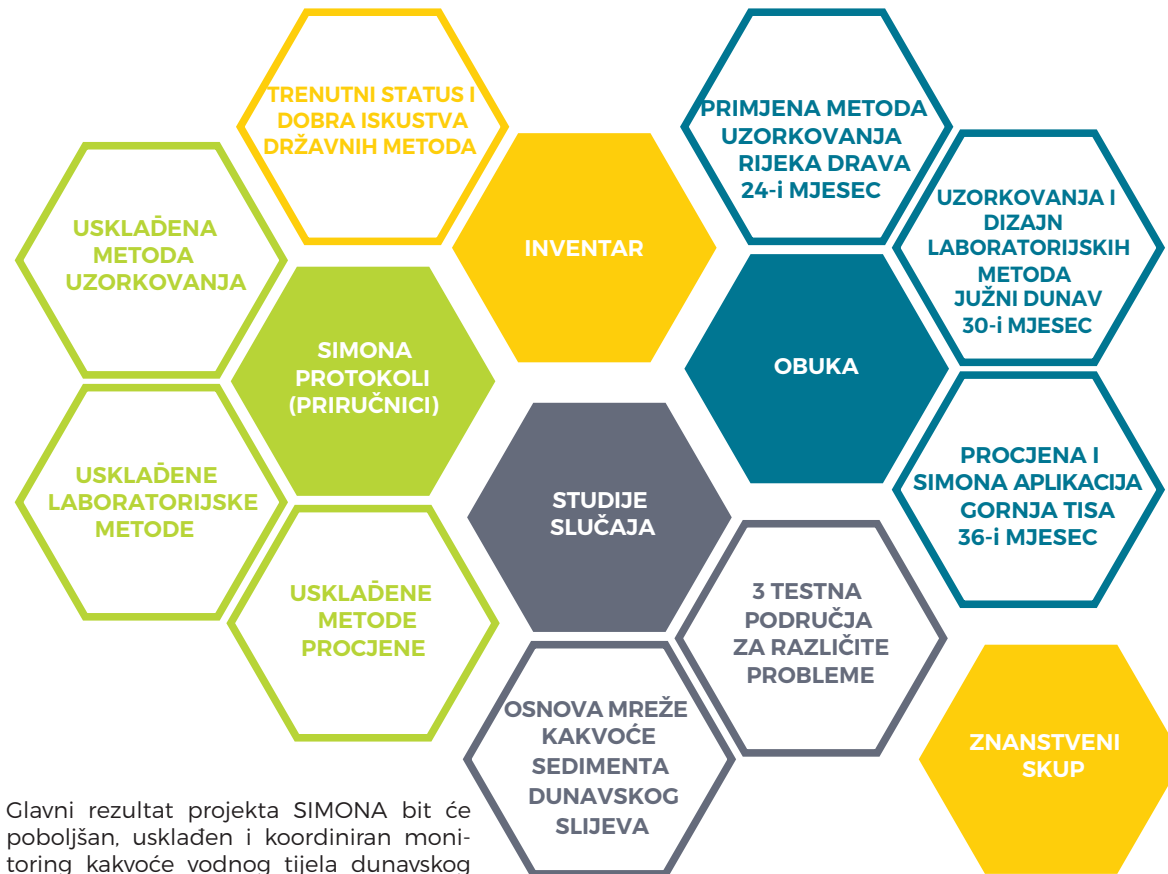 TRENUTNI STATUS I
DOBRA ISKUSTVA
DRŽAVNIH METODA
INVENTAR
PRIMJENA METODA
UZORKOVANJA
RIJEKA DRAVA
24-i MJESEC
UZORKOVANJA I
DIZAJN
LABORATORIJSKIH
METODA
JUŽNI DUNAV
30-i MJESEC
USKLAĐENA
METODA
UZORKOVANJA
SIMONA
PROTOKOLI
(PRIRUČNICI)
OBUKA
USKLAĐENE
LABORATORIJSKE
METODE
STUDIJE
SLUČAJA
PROCJENA I
SIMONA APLIKACIJA
GORNJA TISA
36-i MJESEC
USKLAĐENE
METODE
PROCJENE
3 TESTNA
PODRUČJA
ZA RAZLIČITE
PROBLEME
OSNOVA MREŽE
KAKVOĆE
SEDIMENTA
DUNAVSKOG
SLIJEVA
ZNANSTVENI
SKUP
Glavni rezultat projekta SIMONA bit će
poboljšan, usklađen i koordiniran moni-
toring kakvoće vodnog tijela dunavskog